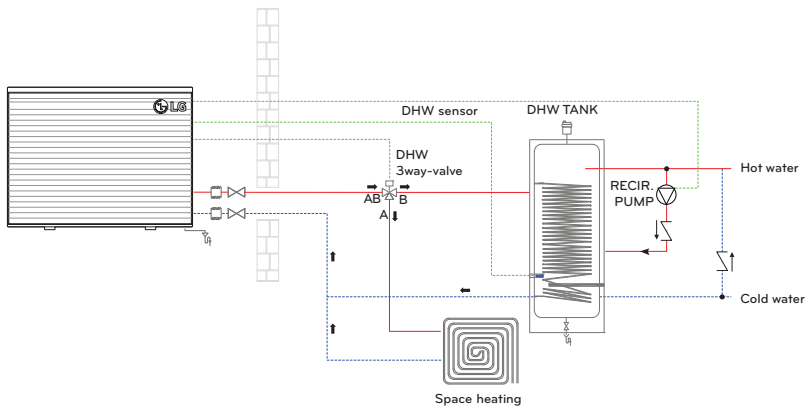 LG
DHW sensor
DHW TANK
DHW
3way-valve
AB
B
A
RECIR.
PUMP
Hot water
Cold water
Space heating